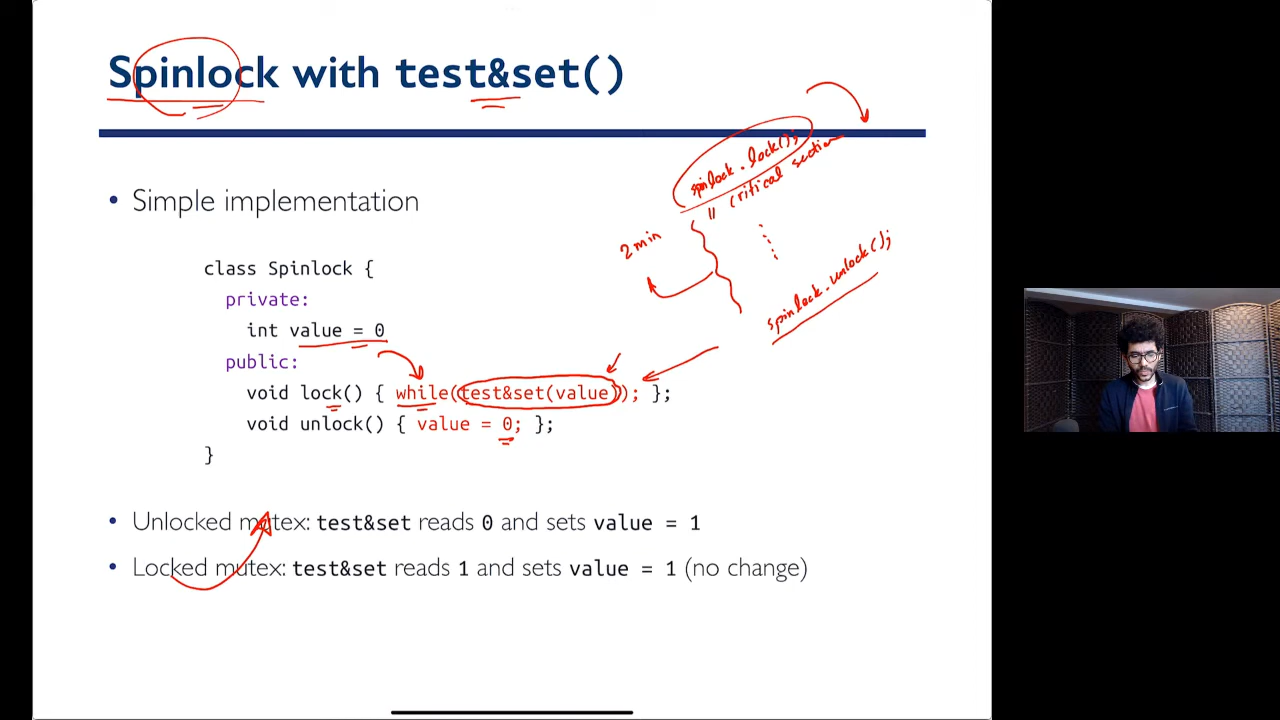 Spinlock with test&set()
spinlock.lock();
// critical section
2 min
spinlock.unlock();
• Simple implementation
class Spinlock {
private:
int value = 0
public:
void lock() { while(test&set(value)); };
void unlock() { value = 0; };
}
• Unlocked mutex: test&set reads 0 and sets value = 1
• Locked mutex: test&set reads 1 and sets value = 1 (no change)